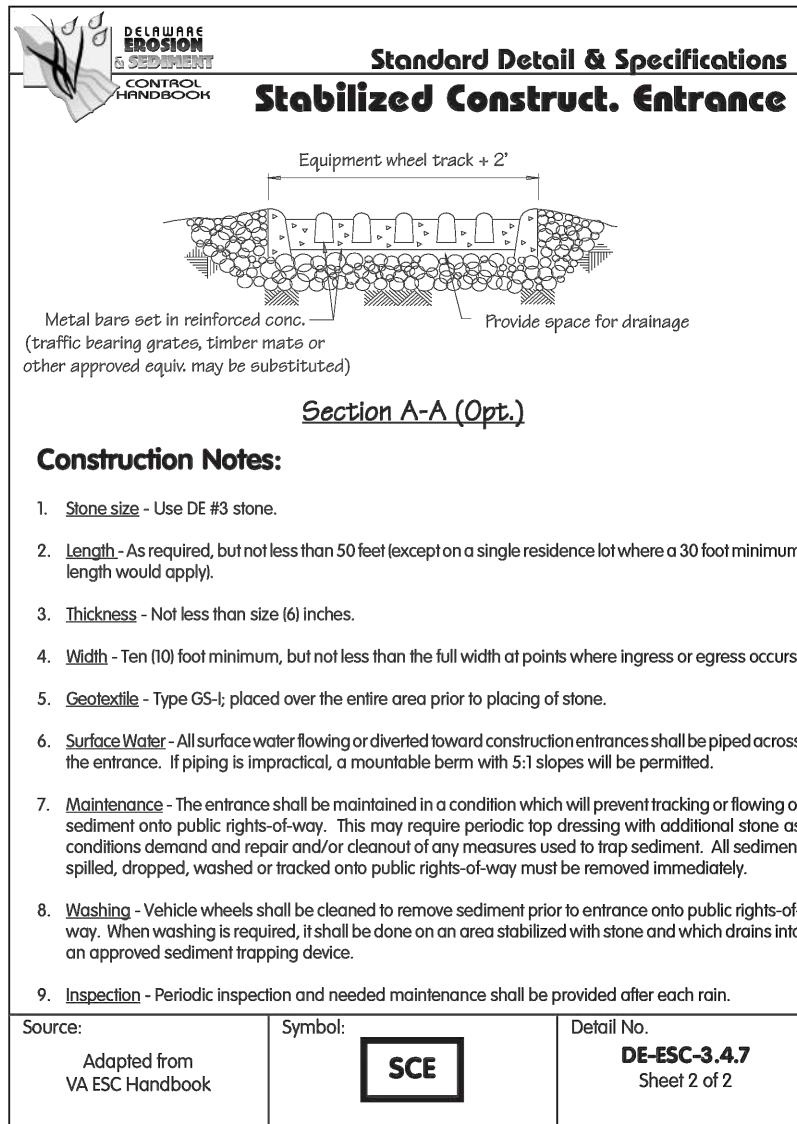 DELAWARE
EROSION
& SEDIMENT
CONTROL
HANDBOOK
Standard Detail & Specifications
Stabilized Construct. Entrance
Equipment wheel track + 2'
Metal bars set in reinforced conc.
(traffic bearing grates, timber mats or
other approved equiv. may be substituted)
Provide space for drainage
Section A-A (Opt.)
Construction Notes:
1. Stone size - Use DE #3 stone.
2. Length - As required, but not less than 50 feet (except on a single residence lot where a 30 foot minimum
length would apply).
3. Thickness - Not less than size (6) inches.
4. Width - Ten (10) foot minimum, but not less than the full width at points where ingress or egress occurs
5. Geotextile - Type GS-I; placed over the entire area prior to placing of stone.
6. Surface Water - All surface water flowing or diverted toward construction entrances shall be piped across
the entrance. If piping is impractical, a mountable berm with 5:1 slopes will be permitted.
7. Maintenance - The entrance shall be maintained in a condition which will prevent tracking or flowing o
sediment onto public rights-of-way. This may require periodic top dressing with additional stone as
conditions demand and repair and/or cleanout of any measures used to trap sediment. All sedimen
spilled, dropped, washed or tracked onto public rights-of-way must be removed immediately.
8. Washing - Vehicle wheels shall be cleaned to remove sediment prior to entrance onto public rights-of-
way. When washing is required, it shall be done on an area stabilized with stone and which drains into
an approved sediment trapping device.
9. Inspection - Periodic inspection and needed maintenance shall be provided after each rain.
Source:
Adapted from
VA ESC Handbook
Symbol:
SCE
Detail No.
DE-ESC-3.4.7
Sheet 2 of 2